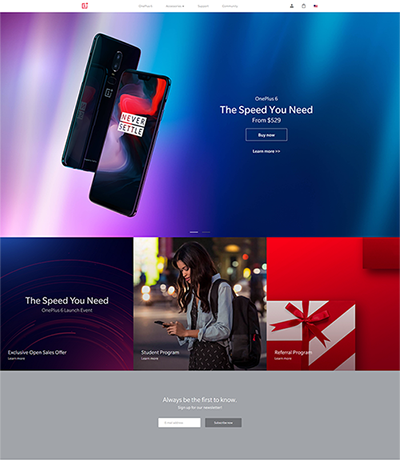 OnePlus 6
Accessories
Support
Community
OnePlus 6
The Speed You Need
From $529
Buy now
Learn more >>
NEVER
SETTLE
The Speed You Need
OnePlus 6 Launch Event
Exclusive Open Sales Offer
Learn more
Student Program
Learn more
Referral Program
Learn more
Always be the first to know.
Sign up for our newsletter!
Email address
Subscribe now